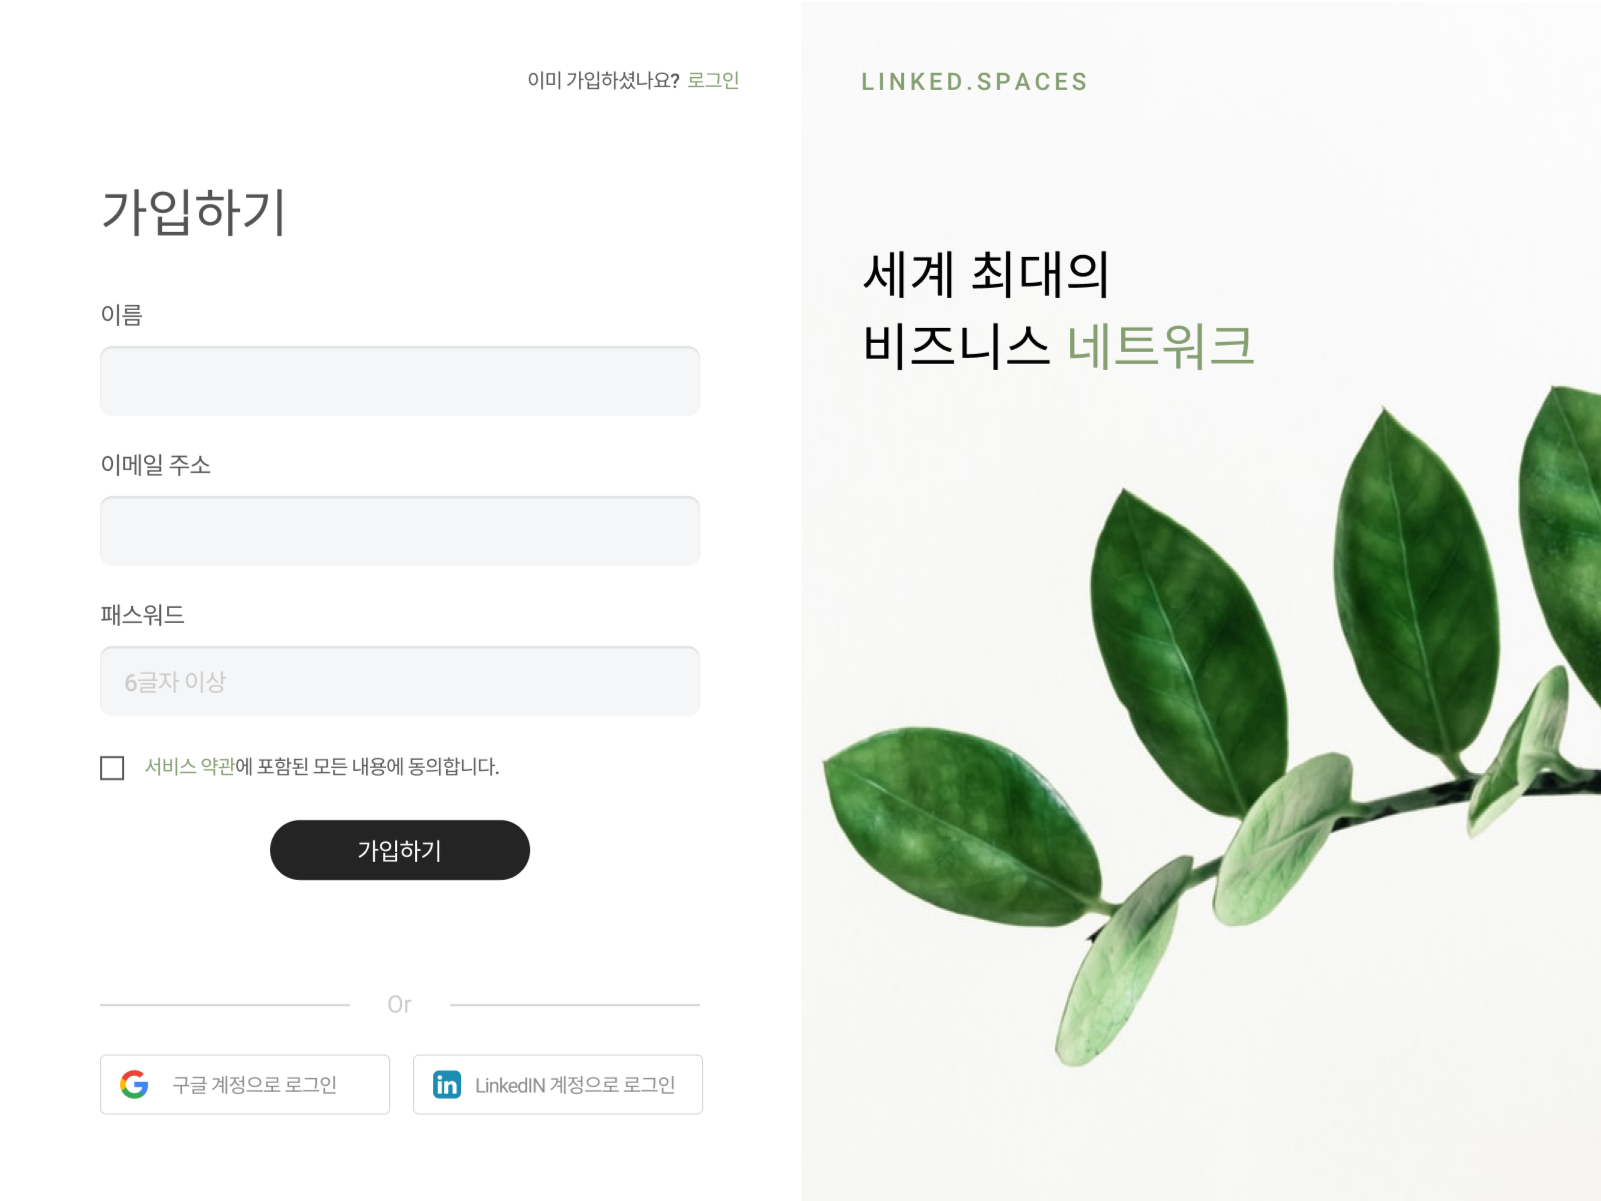 이미 가입하셨나요? 로그인
가입하기
이름
이메일 주소
패스워드
6글자 이상
서비스 약관에 포함된 모든 내용에 동의합니다.
가입하기
Or
구글 계정으로 로그인
in LinkedIN 계정으로 로그인
LINKED.SPACES
세계 최대의
비즈니스 네트워크